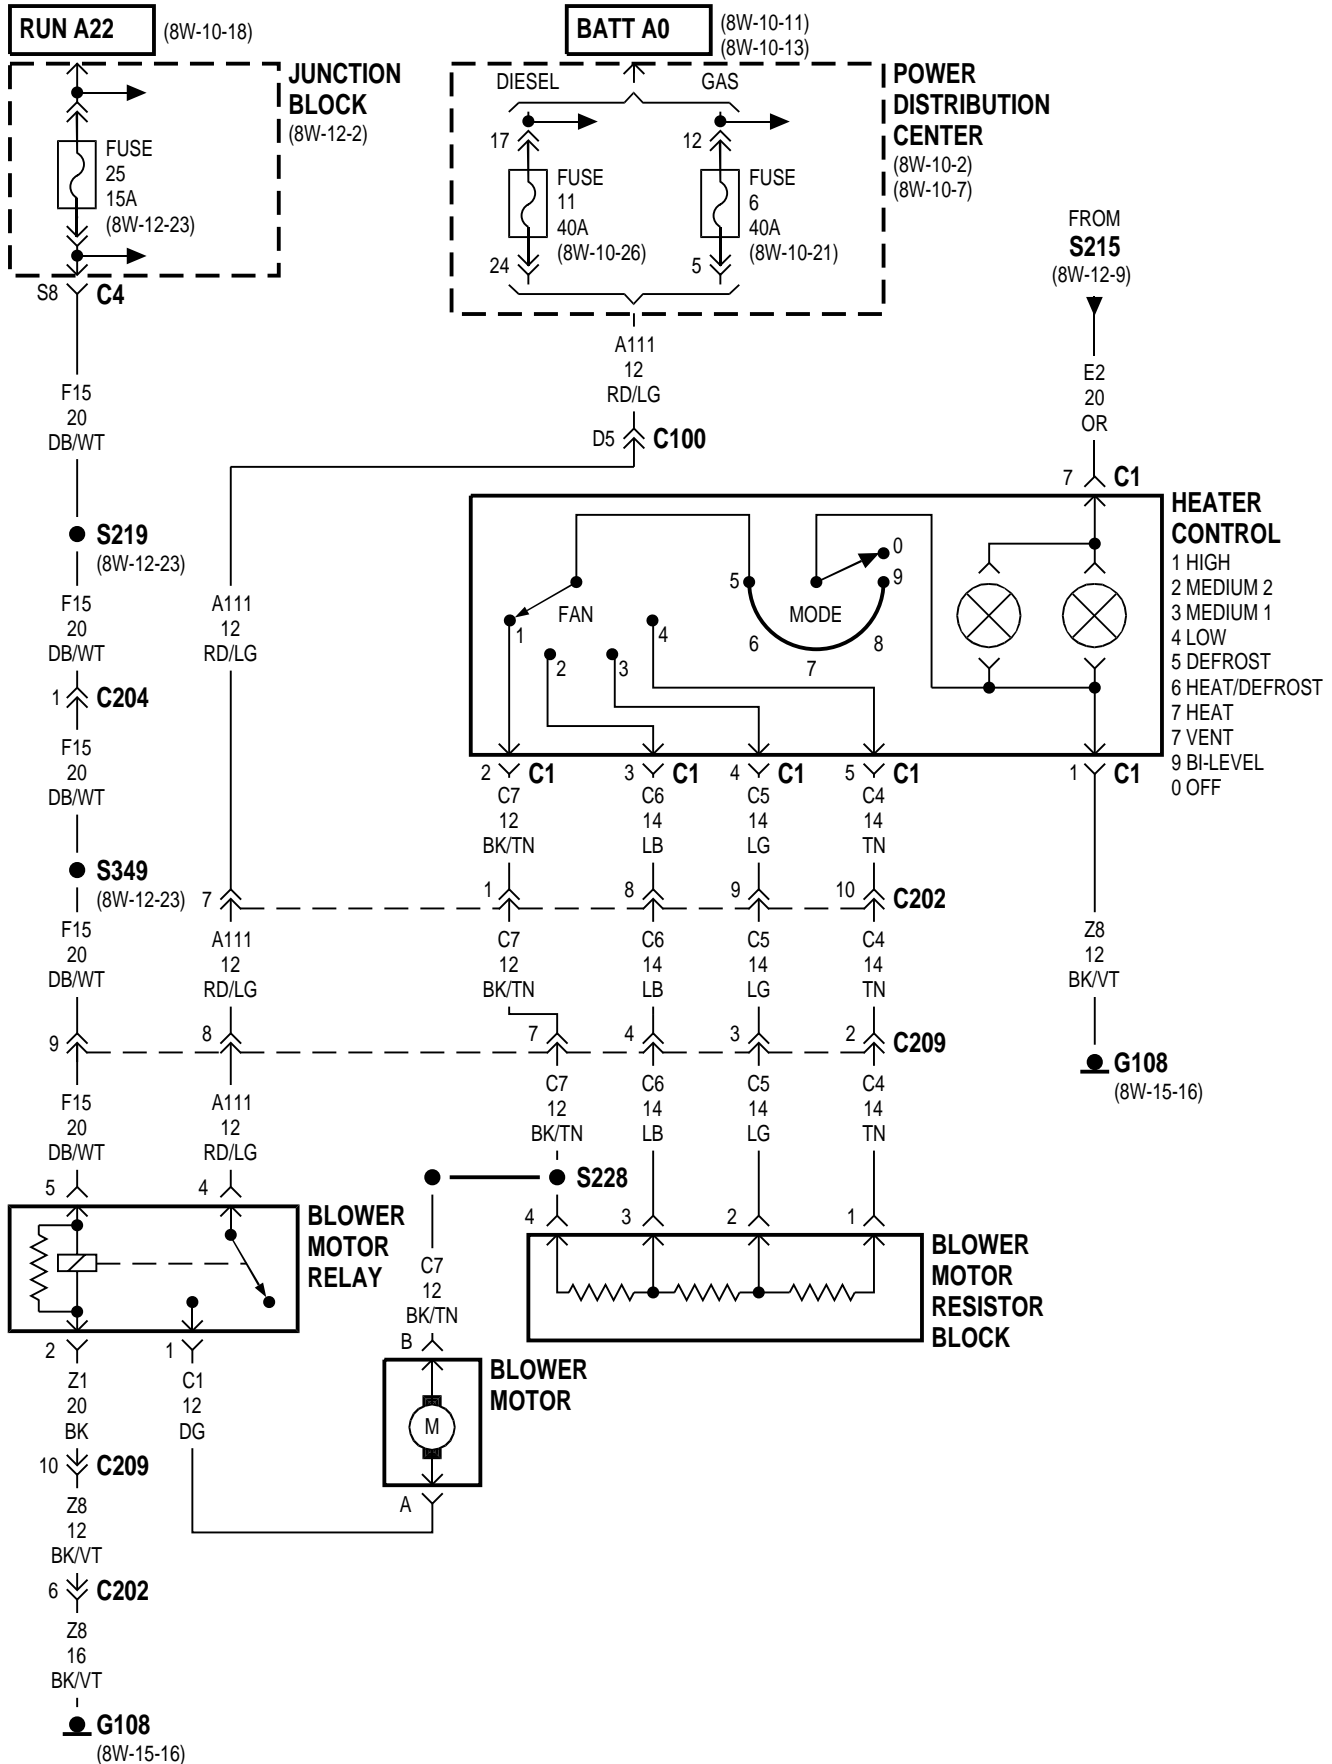 RUN A22
(8W-10-18)
BATT A0
(8W-10-11)
(8W-10-13)
JUNCTION
BLOCK
(8W-12-2)
FUSE
25
15A
(8W-12-23)
S8
C4
DIESEL
GAS
17
12
FUSE
11
40A
(8W-10-26)
FUSE
6
40A
(8W-10-21)
24
5
POWER
DISTRIBUTION
CENTER
(8W-10-2)
(8W-10-7)
FROM
S215
(8W-12-9)
A111
12
RD/LG
D5
C100
E2
20
OR
7
C1
F15
20
DB/WT
S219
(8W-12-23)
F15
20
DB/WT
1
C204
F15
20
DB/WT
S349
(8W-12-23)
F15
20
DB/WT
A111
12
RD/LG
7
A111
12
RD/LG
HEATER
CONTROL
1 HIGH
2 MEDIUM 2
3 MEDIUM 1
4 LOW
5 DEFROST
6 HEAT/DEFROST
7 HEAT
7 VENT
9 BI-LEVEL
0 OFF
FAN
1
2
3
4
MODE
5
6
7
8
9
0
2
C1
3
C1
4
C1
5
C1
1
C1
C7
12
BK/TN
C6
14
LB
C5
14
LG
C4
14
TN
1
8
9
10
C202
C7
12
BK/TN
C6
14
LB
C5
14
LG
C4
14
TN
Z8
12
BK/VT
G108
(8W-15-16)
9
8
7
4
3
2
C209
F15
20
DB/WT
A111
12
RD/LG
C7
12
BK/TN
C6
14
LB
C5
14
LG
C4
14
TN
S228
5
4
BLOWER
MOTOR
RELAY
4
3
2
1
BLOWER
MOTOR
RESISTOR
BLOCK
C7
12
BK/TN
B
BLOWER
MOTOR
M
A
2
1
Z1
20
BK
C1
12
DG
10
C209
Z8
12
BK/VT
6
C202
Z8
16
BK/VT
G108
(8W-15-16)